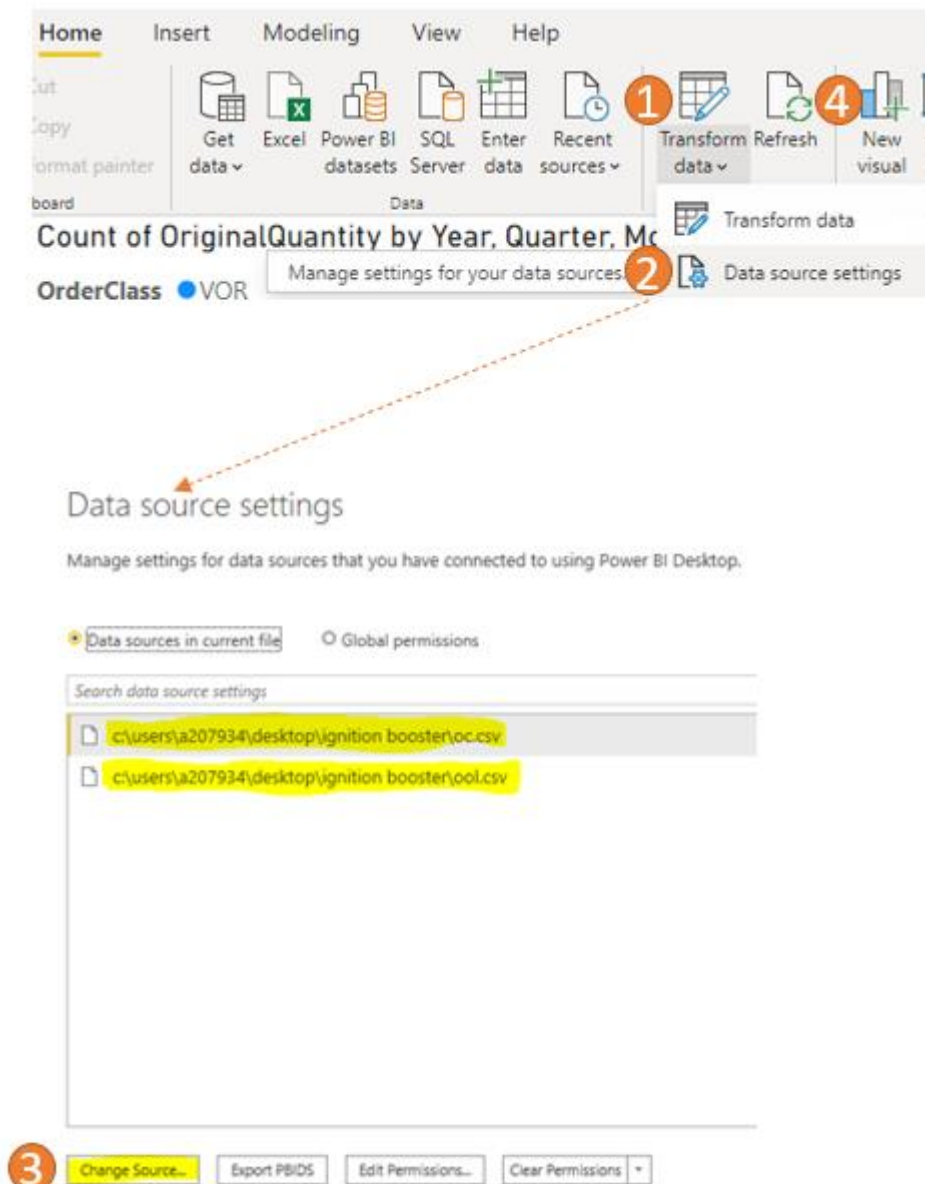 Home Insert Modeling View Help
Cut
Copy
Format painter
Get data
Excel
Power BI datasets
SQL Server
Enter data
Recent sources
1
Transform data
Refresh
4
New visual
board
Data
Transform data
Count of OriginalQuantity by Year, Quarter, Mo
Manage settings for your data sources.
2
Data source settings
OrderClass VOR
Data source settings
Manage settings for data sources that you have connected to using Power BI Desktop.
Data sources in current file Global permissions
Search data source settings
c:\users\a207934\desktop\ignition booster\oc.csv
c:\users\a207934\desktop\ignition booster\ool.csv
3
Change Source... Export PBIDS Edit Permissions... Clear Permissions